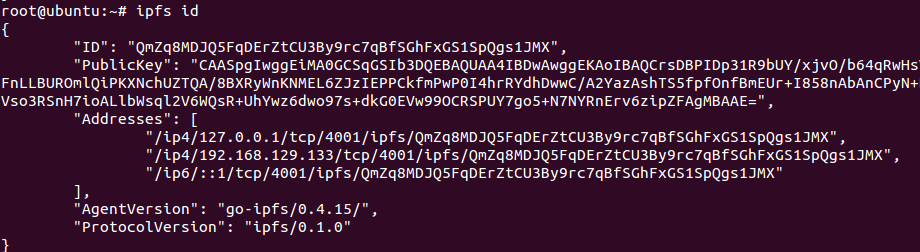 root@ubuntu:~# ipfs id
{
"ID": "QmZq8MDJQ5FqDErZtCU3By9rc7qBfSGhFxGS1SpQgs1JMX",
"PublicKey": "CAASpgIwggEiMA0GCSqGSIb3DQEBAQUAA4IBDwAwggEKAoIBAQCrsDBPIDp31R9bUY/xjvO/b64qRwHs
FnLLBUROmlQiPKXNchUZTQA/8BXRyWnKNMEL6ZJzIEPPCkfmPwP0I4hrRYdhDwwC/A2YazAshTS5fpfOnfBmEUr+I858nAbAnCPyN+
Vso3RSnH7ioALlbWsql2V6WQsR+UhYwz6dwo97s+dkG0EVw99OCRSPUY7go5+N7NYRnErv6zipZFAgMBAAE=",
"Addresses": [
"/ip4/127.0.0.1/tcp/4001/ipfs/QmZq8MDJQ5FqDErZtCU3By9rc7qBfSGhFxGS1SpQgs1JMX",
"/ip4/192.168.129.133/tcp/4001/ipfs/QmZq8MDJQ5FqDErZtCU3By9rc7qBfSGhFxGS1SpQgs1JMX",
"/ip6/::1/tcp/4001/ipfs/QmZq8MDJQ5FqDErZtCU3By9rc7qBfSGhFxGS1SpQgs1JMX"
],
"AgentVersion": "go-ipfs/0.4.15/",
"ProtocolVersion": "ipfs/0.1.0"
}